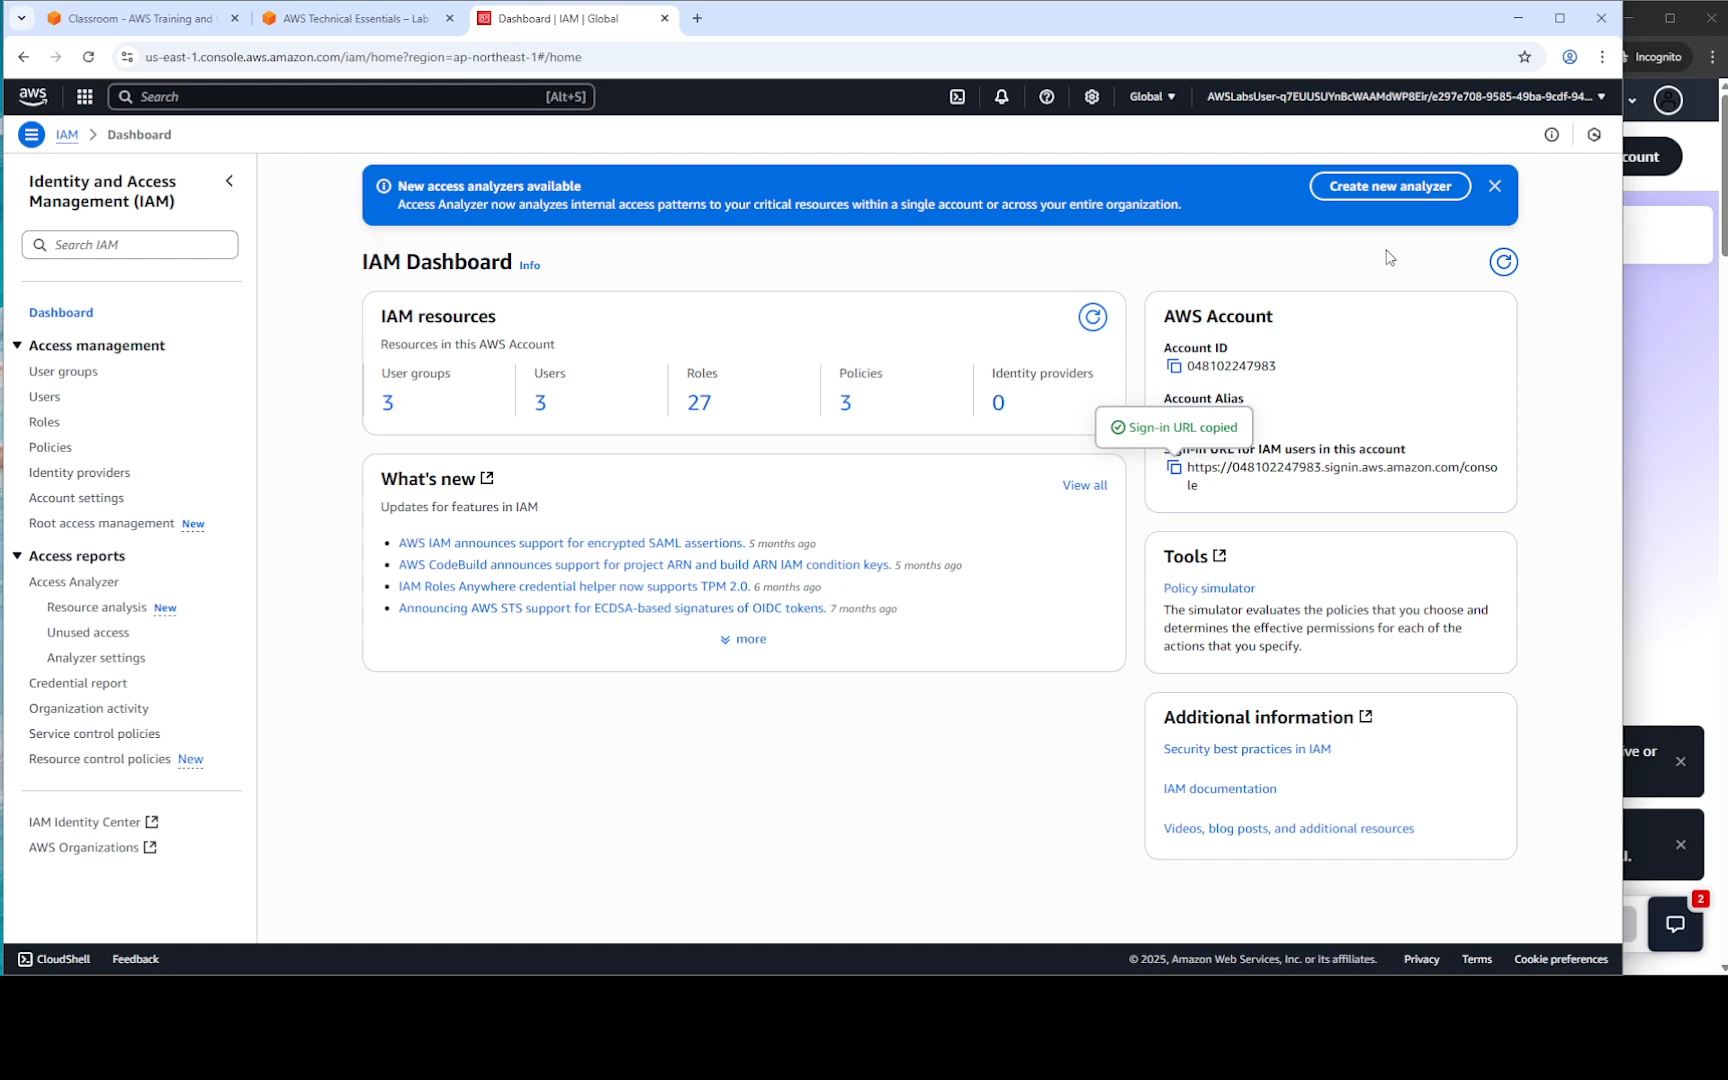 Classroom - AWS Training and
AWS Technical Essentials – Lab
Dashboard | IAM | Global
us-east-1.console.aws.amazon.com/iam/home?region=ap-northeast-1#/home
Incognito
aws
Search
[Alt+S]
Global
AWSLabsUser-q7EUUSUYnBcWAAMdWP8Eir/e297e708-9585-49ba-9cdf-94...
IAM
Dashboard
count
Identity and Access
Management (IAM)
Search IAM
Dashboard
Access management
User groups
Users
Roles
Policies
Identity providers
Account settings
Root access management New
Access reports
Access Analyzer
Resource analysis New
Unused access
Analyzer settings
Credential report
Organization activity
Service control policies
Resource control policies New
IAM Identity Center
AWS Organizations
New access analyzers available
Access Analyzer now analyzes internal access patterns to your critical resources within a single account or across your entire organization.
Create new analyzer
IAM Dashboard Info
IAM resources
Resources in this AWS Account
User groups
3
Users
3
Roles
27
Policies
3
Identity providers
0
What's new
View all
Updates for features in IAM
AWS IAM announces support for encrypted SAML assertions. 5 months ago
AWS CodeBuild announces support for project ARN and build ARN IAM condition keys. 5 months ago
IAM Roles Anywhere credential helper now supports TPM 2.0. 6 months ago
Announcing AWS STS support for ECDSA-based signatures of OIDC tokens. 7 months ago
more
AWS Account
Account ID
048102247983
Account Alias
Sign-in URL copied
Sign-in URL for IAM users in this account
https://048102247983.signin.aws.amazon.com/conso
le
Tools
Policy simulator
The simulator evaluates the policies that you choose and
determines the effective permissions for each of the
actions that you specify.
Additional information
Security best practices in IAM
IAM documentation
Videos, blog posts, and additional resources
ve or
l.
2
CloudShell
Feedback
© 2025, Amazon Web Services, Inc. or its affiliates.
Privacy
Terms
Cookie preferences